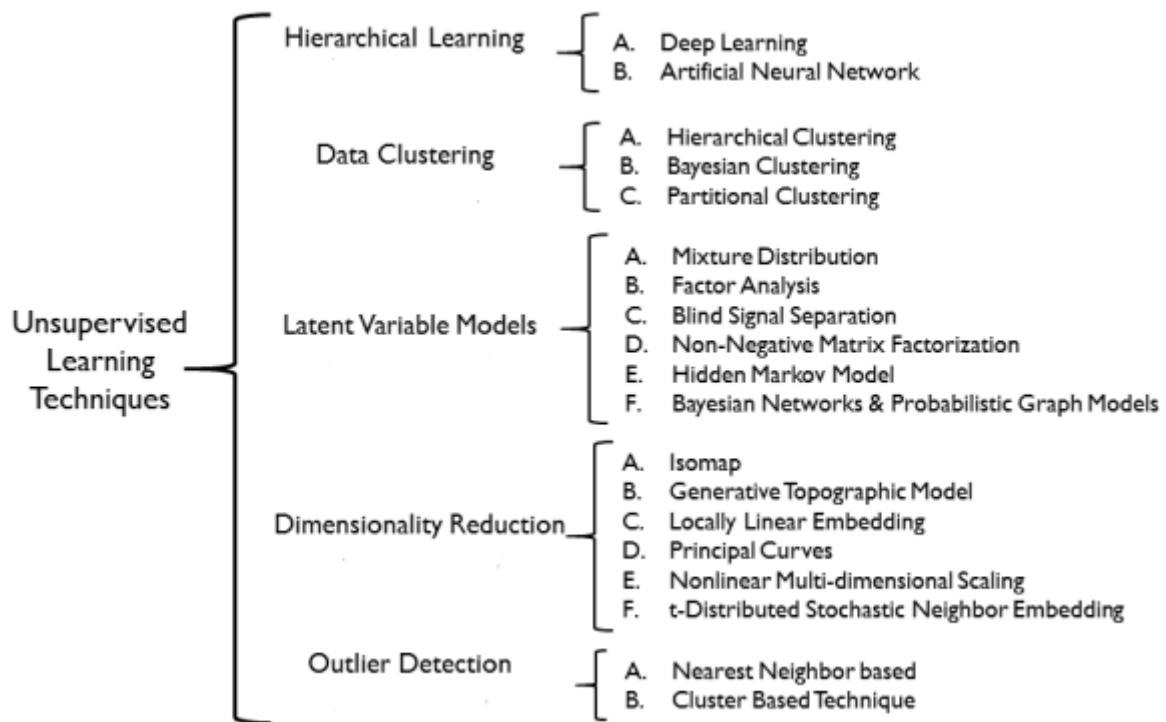 Unsupervised
Learning
Techniques
Hierarchical Learning
A. Deep Learning
B. Artificial Neural Network
Data Clustering
A. Hierarchical Clustering
B. Bayesian Clustering
C. Partitional Clustering
Latent Variable Models
A. Mixture Distribution
B. Factor Analysis
C. Blind Signal Separation
D. Non-Negative Matrix Factorization
E. Hidden Markov Model
F. Bayesian Networks & Probabilistic Graph Models
Dimensionality Reduction
A. Isomap
B. Generative Topographic Model
C. Locally Linear Embedding
D. Principal Curves
E. Nonlinear Multi-dimensional Scaling
F. t-Distributed Stochastic Neighbor Embedding
Outlier Detection
A. Nearest Neighbor based
B. Cluster Based Technique